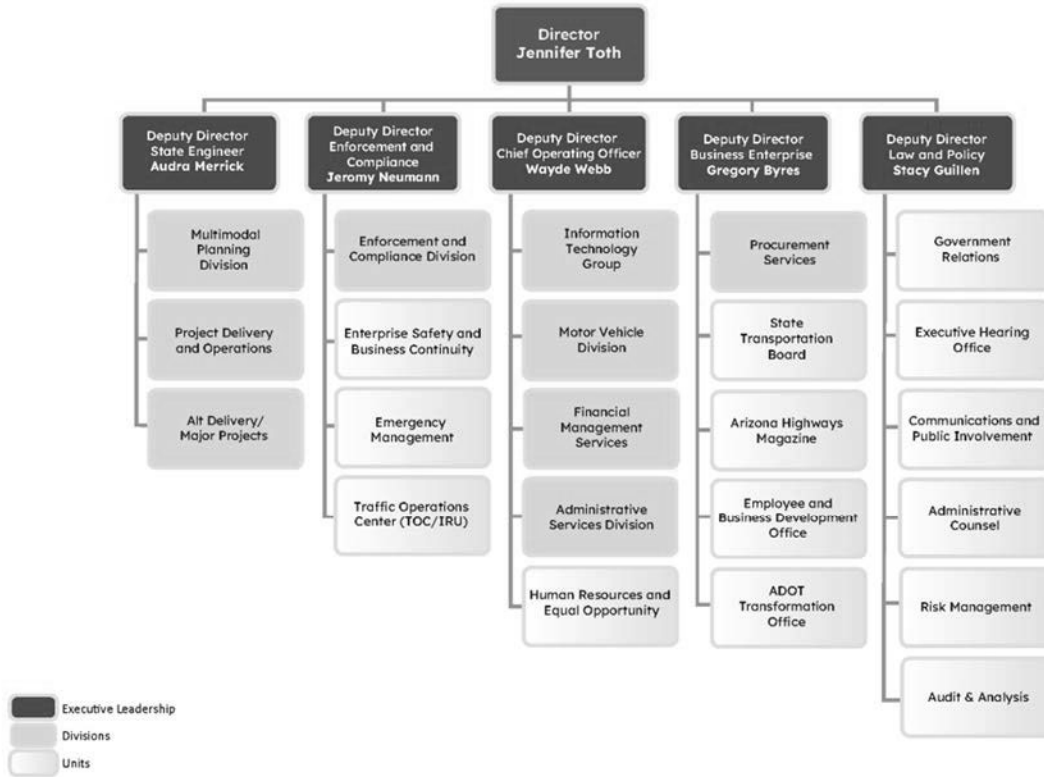 Director
Jennifer Toth
Deputy Director
State Engineer
Audra Merrick
Deputy Director
Enforcement and
Compliance
Jeromy Neumann
Deputy Director
Chief Operating Officer
Wayde Webb
Deputy Director
Business Enterprise
Gregory Byres
Deputy Director
Law and Policy
Stacy Guillen
Multimodal
Planning
Division
Project Delivery
and Operations
Alt Delivery/
Major Projects
Enforcement and
Compliance Division
Enterprise Safety and
Business Continuity
Emergency
Management
Traffic Operations
Center (TOC/IRU)
Information
Technology
Group
Motor Vehicle
Division
Financial
Management
Services
Administrative
Services Division
Human Resources and
Equal Opportunity
Procurement
Services
State
Transportation
Board
Arizona Highways
Magazine
Employee and
Business Development
Office
ADOT
Transformation
Office
Government
Relations
Executive Hearing
Office
Communications and
Public Involvement
Administrative
Counsel
Risk Management
Audit & Analysis
Executive Leadership
Divisions
Units